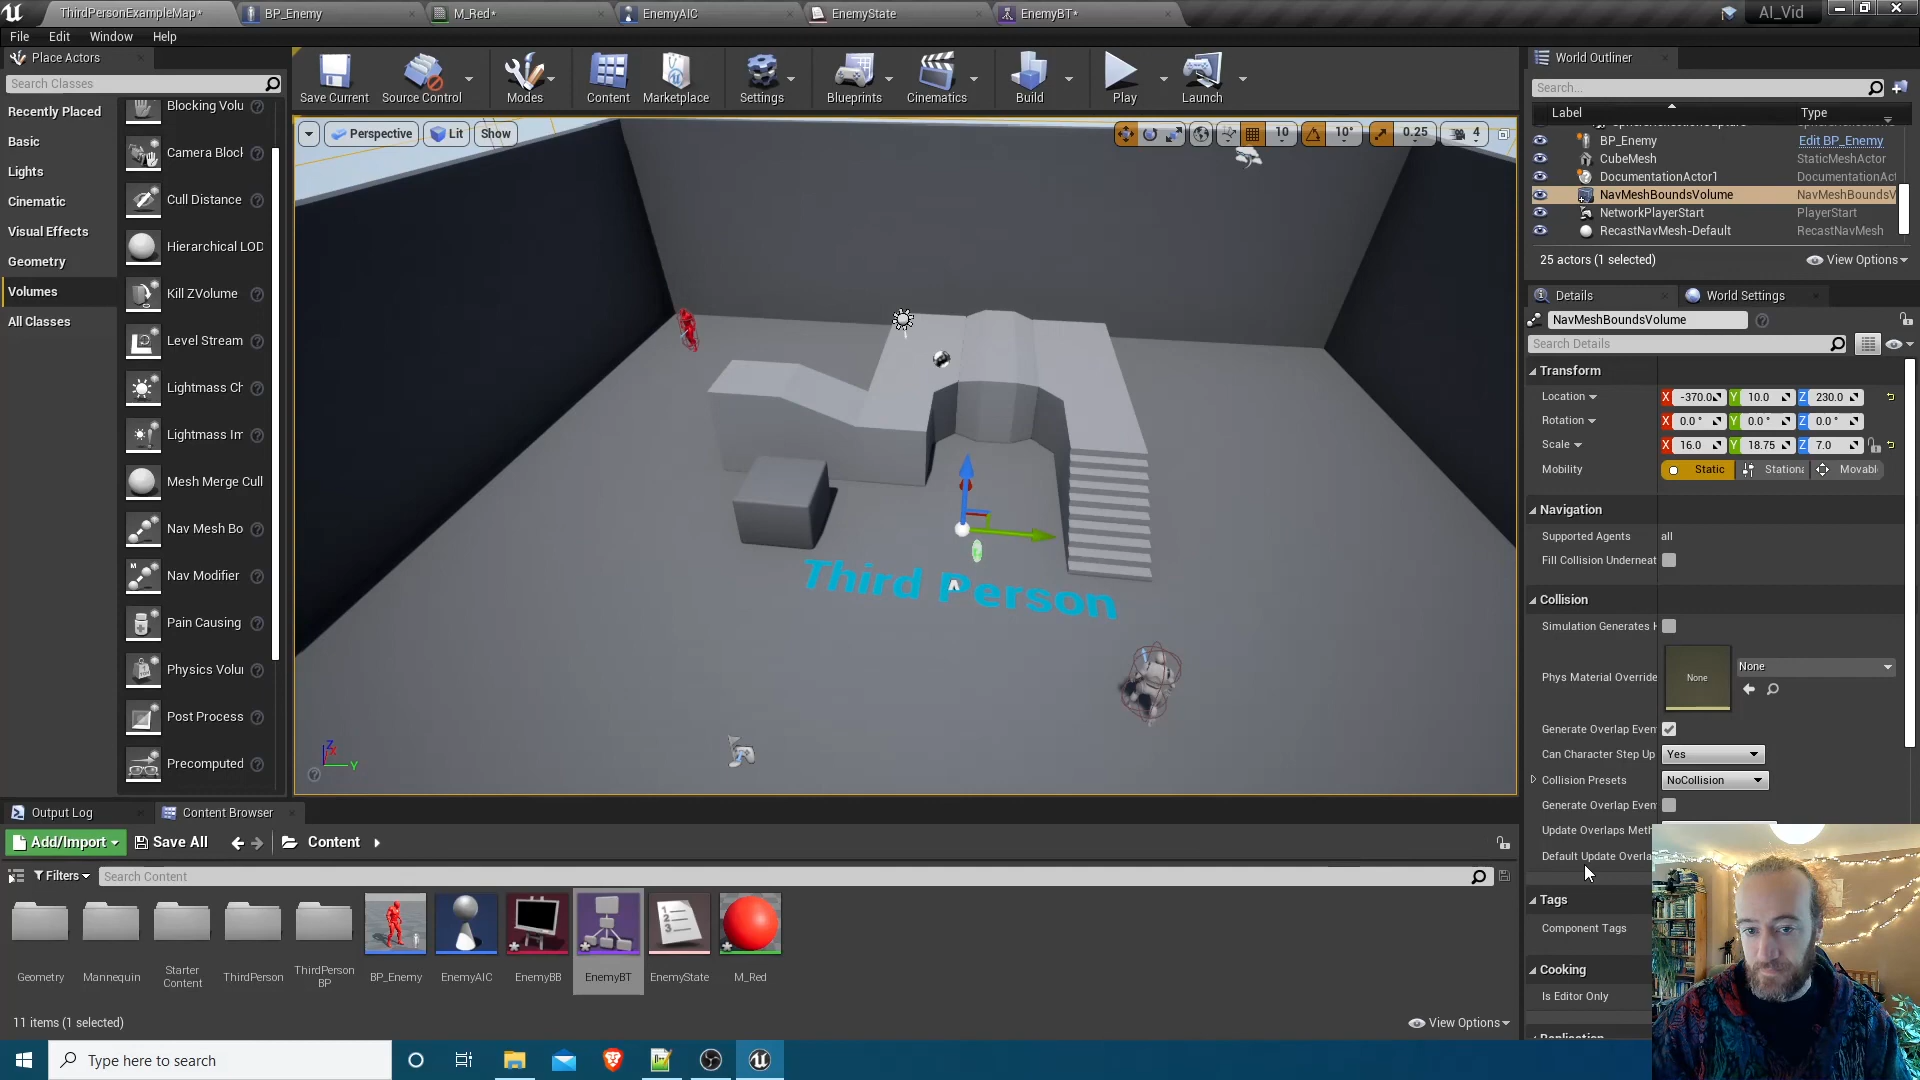 ThirdPersonExampleMap*
BP_Enemy
M_Red*
EnemyAIC
EnemyState
EnemyBT*
AI_Vid
File Edit Window Help
Place Actors
Search Classes
Recently Placed
Basic
Lights
Cinematic
Visual Effects
Geometry
Volumes
All Classes
Blocking Volu
Camera Block
Cull Distance
Hierarchical LOD
Kill ZVolume
Level Stream
Lightmass Ch
Lightmass Im
Mesh Merge Cull
Nav Mesh Bo
Nav Modifier
Pain Causing
Physics Volur
Post Process
Precomputed
Save Current
Source Control
Modes
Content
Marketplace
Settings
Blueprints
Cinematics
Build
Play
Launch
Perspective
Lit
Show
10
10°
0.25
4
Third Person
Z
Y
World Outliner
Search...
Label Type
BP_Enemy Edit BP_Enemy
CubeMesh StaticMeshActor
DocumentationActor1 DocumentationAct
NavMeshBoundsVolume NavMeshBoundsV
NetworkPlayerStart PlayerStart
RecastNavMesh-Default RecastNavMesh
25 actors (1 selected) View Options
Details
World Settings
NavMeshBoundsVolume
Search Details
Transform
Location X -370.0 Y 10.0 Z 230.0
Rotation X 0.0° Y 0.0° Z 0.0°
Scale X 16.0 Y 18.75 Z 7.0
Mobility Static Stationa Movabl
Navigation
Supported Agents all
Fill Collision Underneat
Collision
Simulation Generates H
Phys Material Override None None
Generate Overlap Even
Can Character Step Up Yes
Collision Presets NoCollision
Generate Overlap Even
Update Overlaps Meth
Default Update Overla
Tags
Component Tags
Cooking
Is Editor Only
Replication
Output Log
Content Browser
Add/Import Save All Content
Filters Search Content
Geometry
Mannequin
Starter
Content
ThirdPerson
ThirdPerson
BP
BP_Enemy
EnemyAIC
EnemyBB
EnemyBT
EnemyState
M_Red
11 items (1 selected) View Options
Type here to search